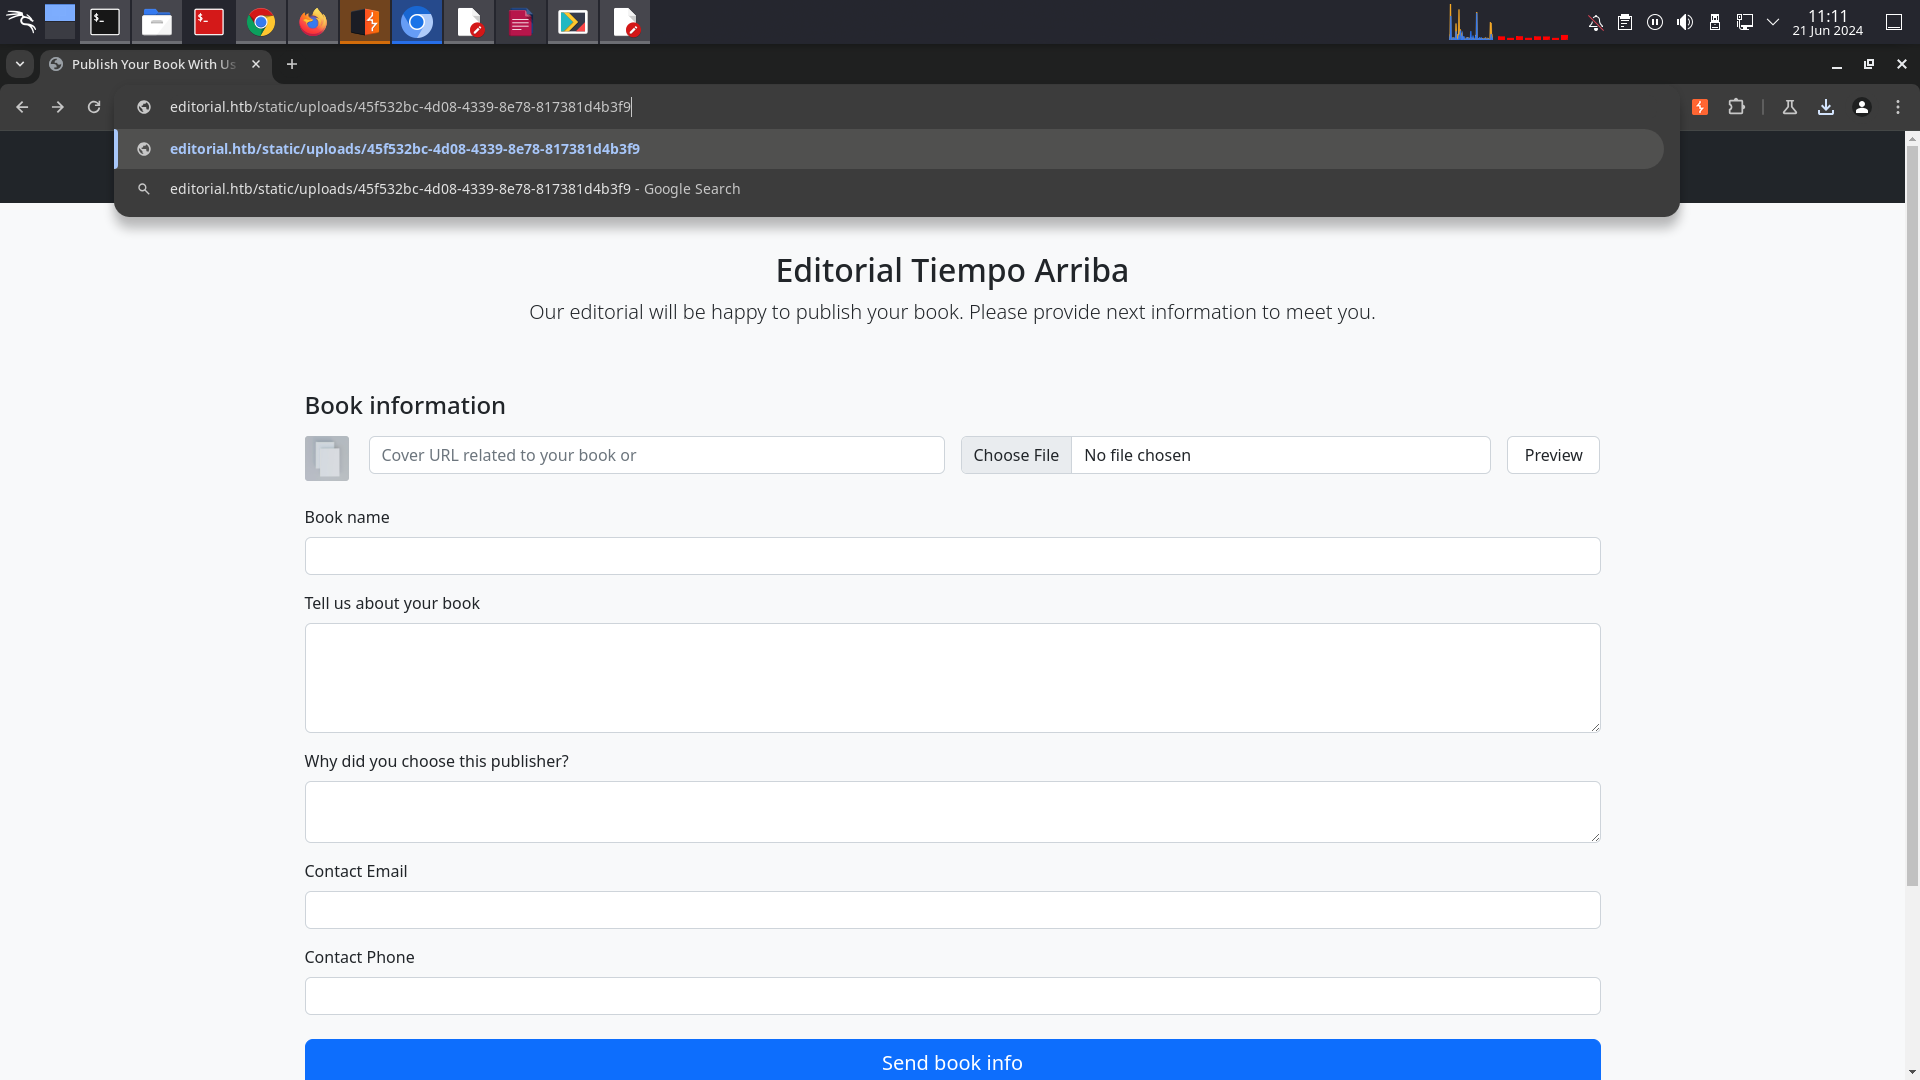 11:11
21 Jun 2024
Publish Your Book With Us
editorial.htb/static/uploads/45f532bc-4d08-4339-8e78-817381d4b3f9
editorial.htb/static/uploads/45f532bc-4d08-4339-8e78-817381d4b3f9
editorial.htb/static/uploads/45f532bc-4d08-4339-8e78-817381d4b3f9 - Google Search
Editorial Tiempo Arriba
Our editorial will be happy to publish your book. Please provide next information to meet you.
Book information
Cover URL related to your book or
Choose File No file chosen
Preview
Book name
Tell us about your book
Why did you choose this publisher?
Contact Email
Contact Phone
Send book info